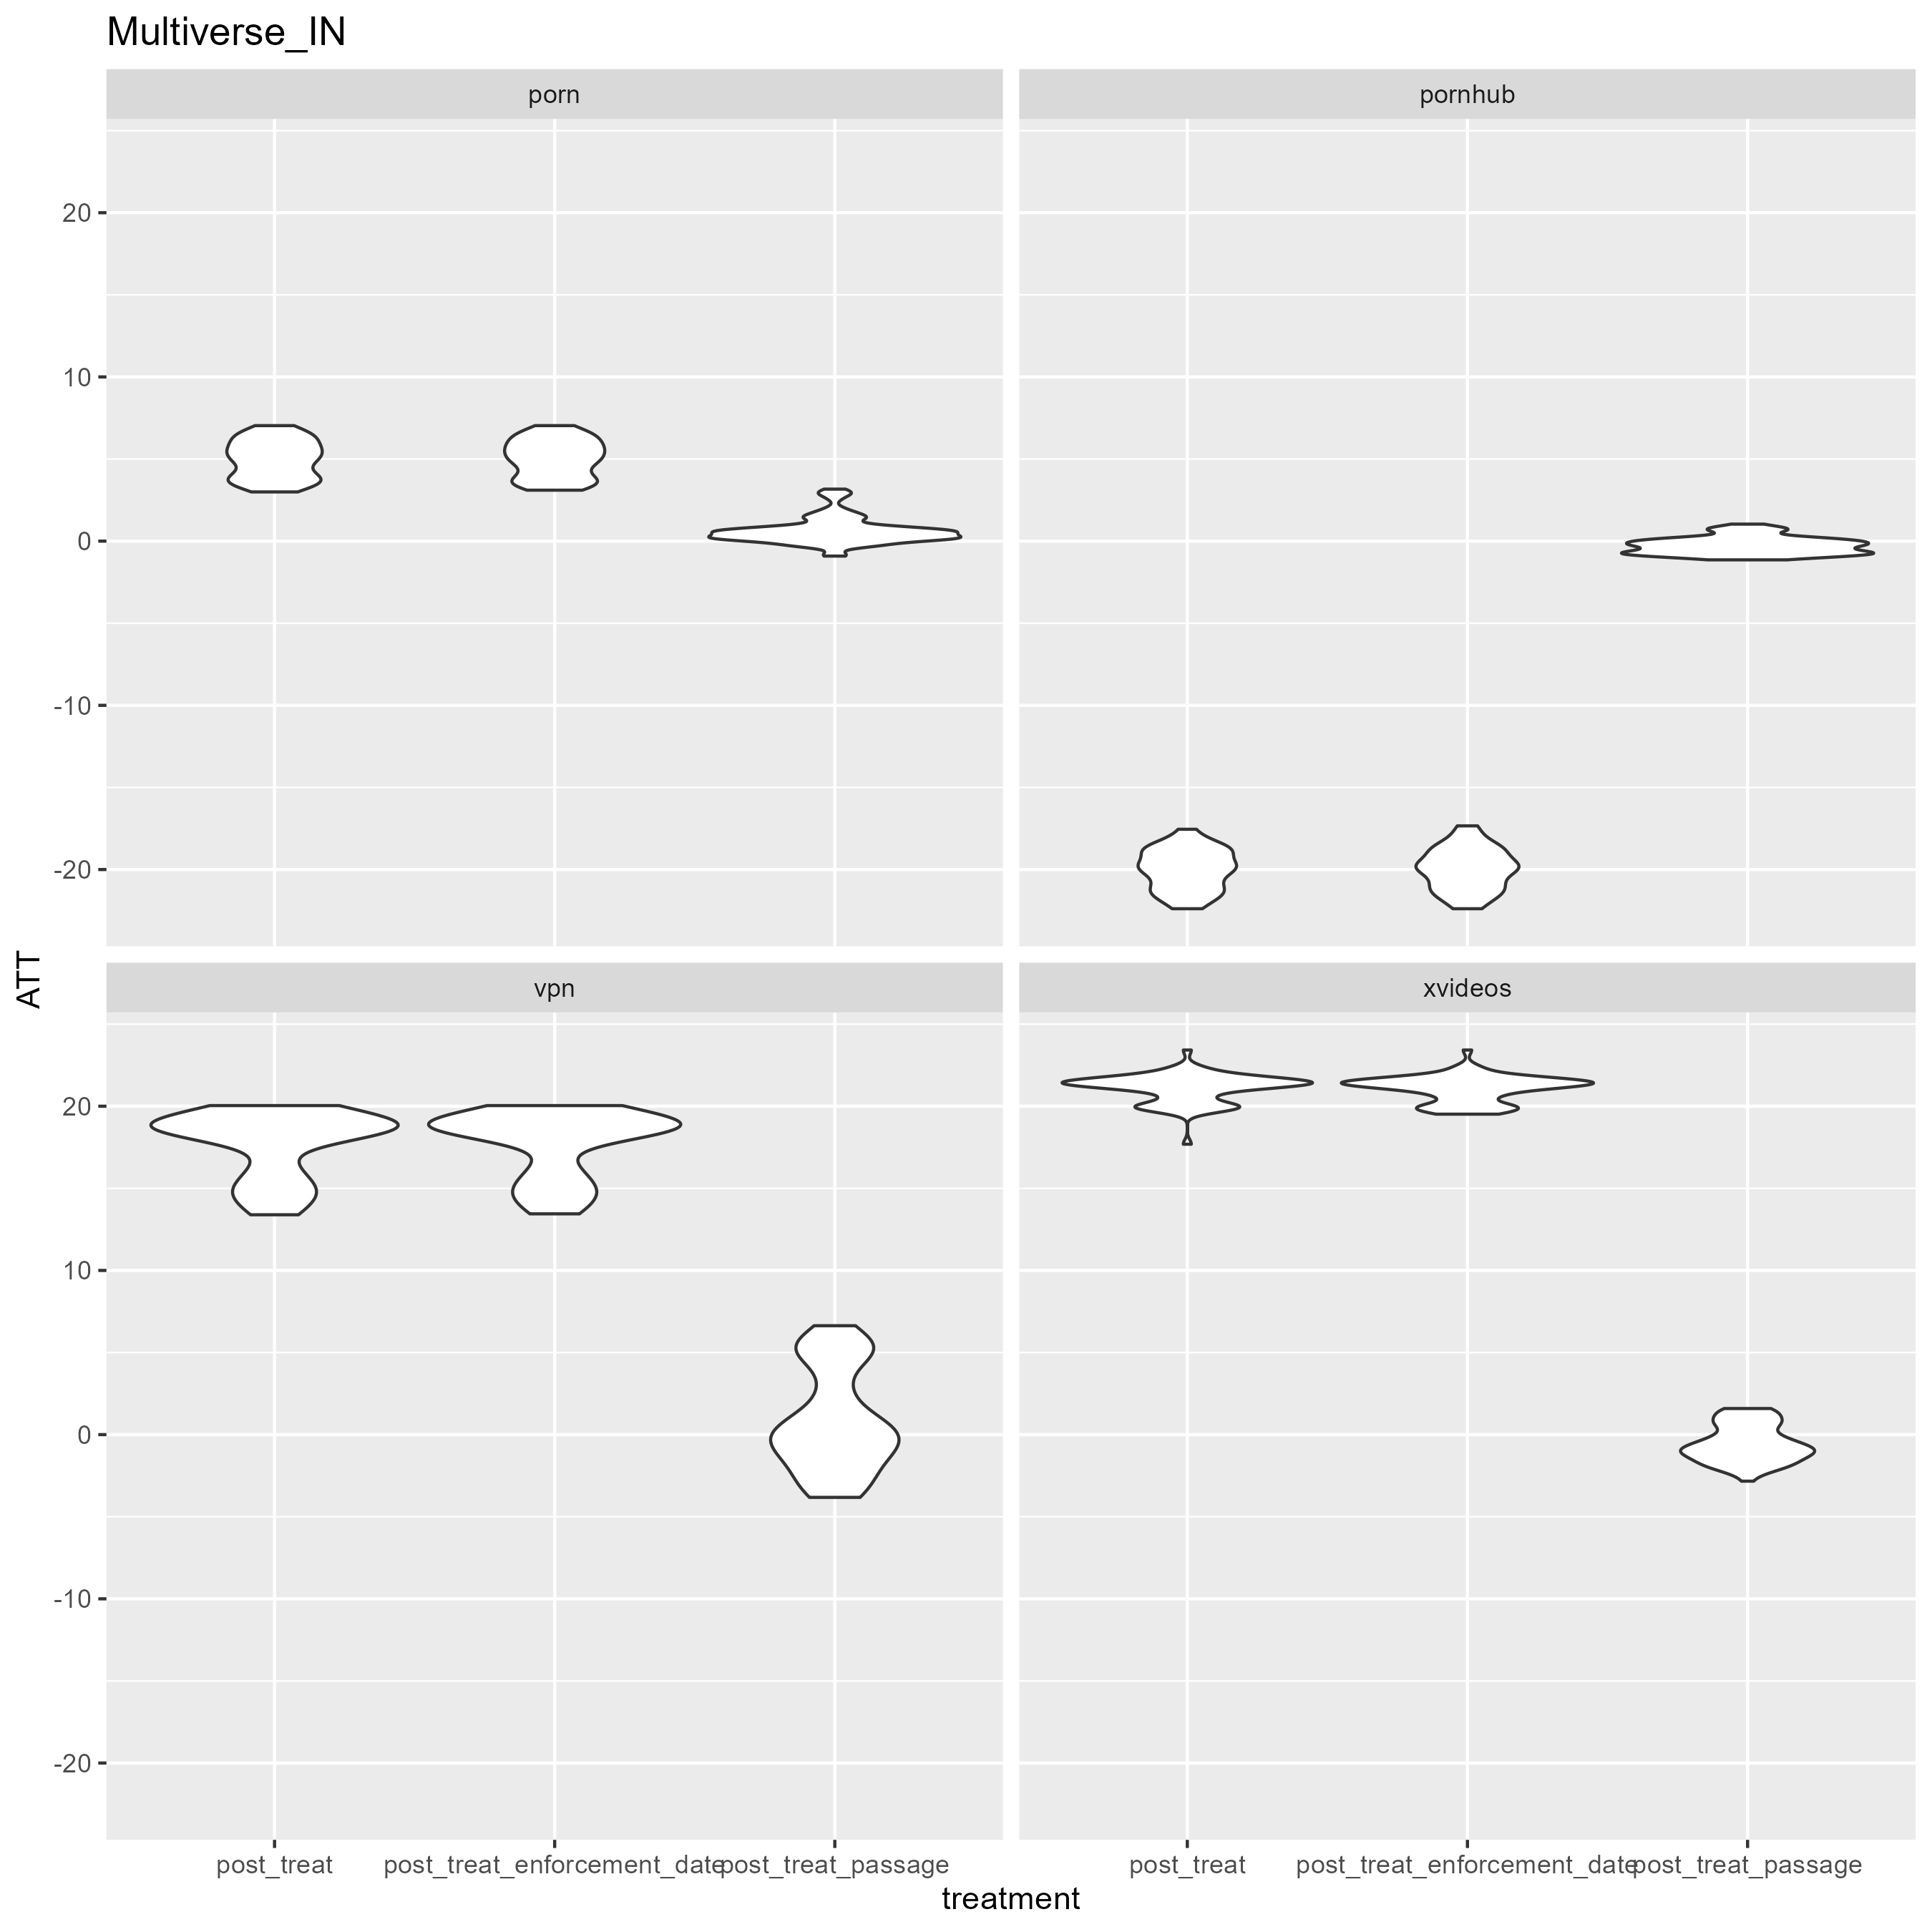 Multiverse_IN
porn
pornhub
20
10
0
-10
-20
ATT
vpn
xvideos
20
10
0
-10
-20
post_treat post_treat_enforcement_date post_treat_passage
post_treat post_treat_enforcement_date post_treat_passage
treatment